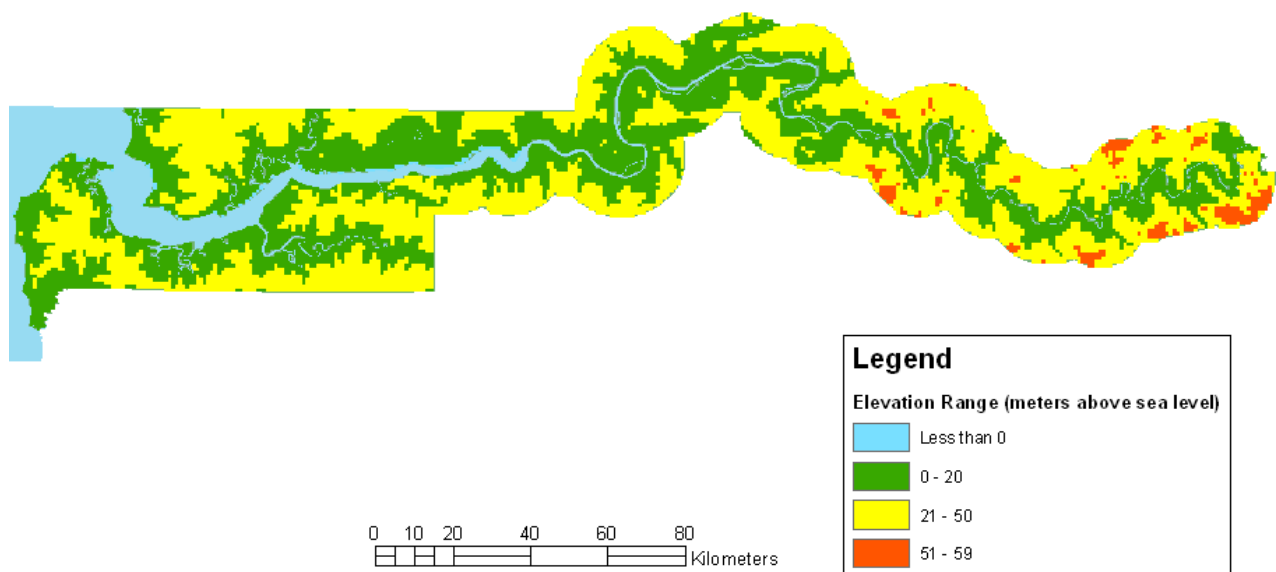 Legend
Elevation Range (meters above sea level)
Less than 0
0 - 20
21 - 50
51 - 59
0 10 20 40 60 80
Kilometers